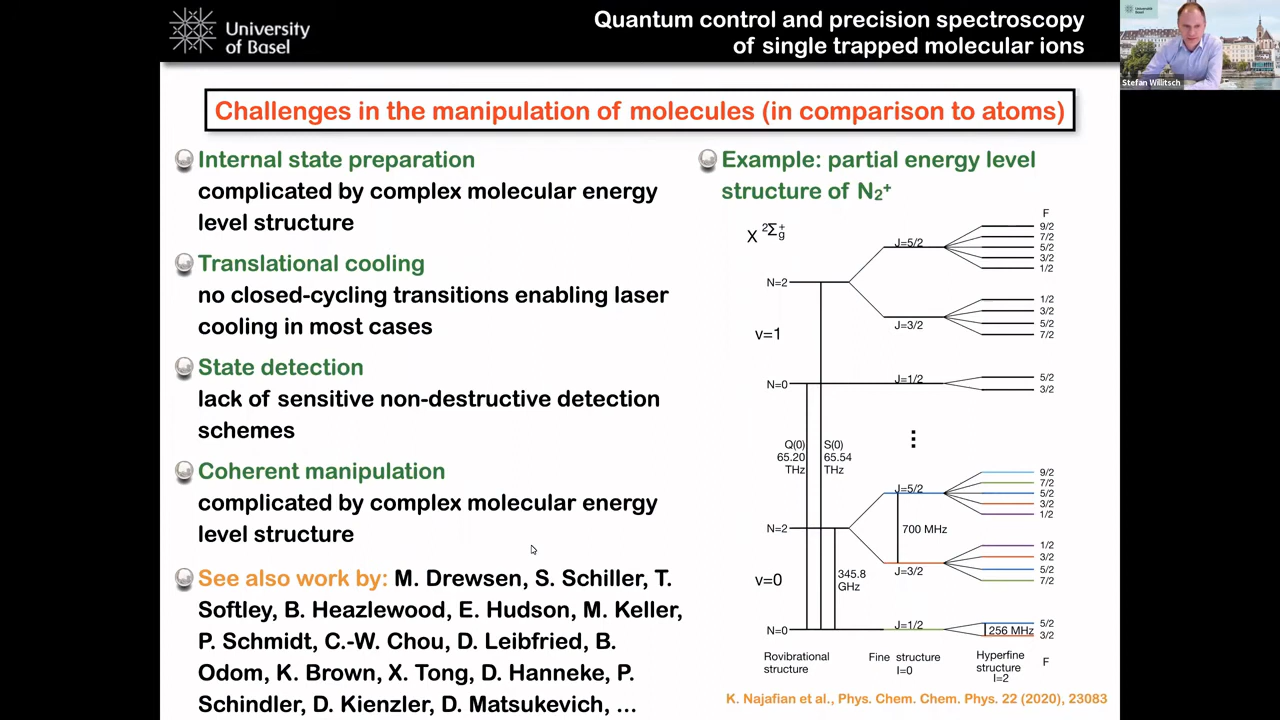 University
of Basel
Quantum control and precision spectroscopy
of single trapped molecular ions
Stefan Willitsch
Challenges in the manipulation of molecules (in comparison to atoms)
Internal state preparation
complicated by complex molecular energy
level structure
Translational cooling
no closed-cycling transitions enabling laser
cooling in most cases
State detection
lack of sensitive non-destructive detection
schemes
Coherent manipulation
complicated by complex molecular energy
level structure
See also work by: M. Drewsen, S. Schiller, T.
Softley, B. Heazlewood, E. Hudson, M. Keller,
P. Schmidt, C.-W. Chou, D. Leibfried, B.
Odom, K. Brown, X. Tong, D. Hanneke, P.
Schindler, D. Kienzler, D. Matsukevich, ...
Example: partial energy level
structure of N₂⁺
X ²Σg⁺
F
9/2
J=5/2
7/2
5/2
3/2
1/2
N=2
1/2
3/2
J=3/2
5/2
7/2
v=1
N=0
J=1/2
5/2
3/2
Q(0)
65.20
THz
S(0)
65.54
THz
9/2
J=5/2
7/2
5/2
3/2
1/2
N=2
700 MHz
1/2
3/2
J=3/2
5/2
7/2
v=0
345.8
GHz
N=0
J=1/2
256 MHz
5/2
3/2
Rovibrational
structure
Fine structure
I=0
Hyperfine
structure
I=2
F
K. Najafian et al., Phys. Chem. Chem. Phys. 22 (2020), 23083